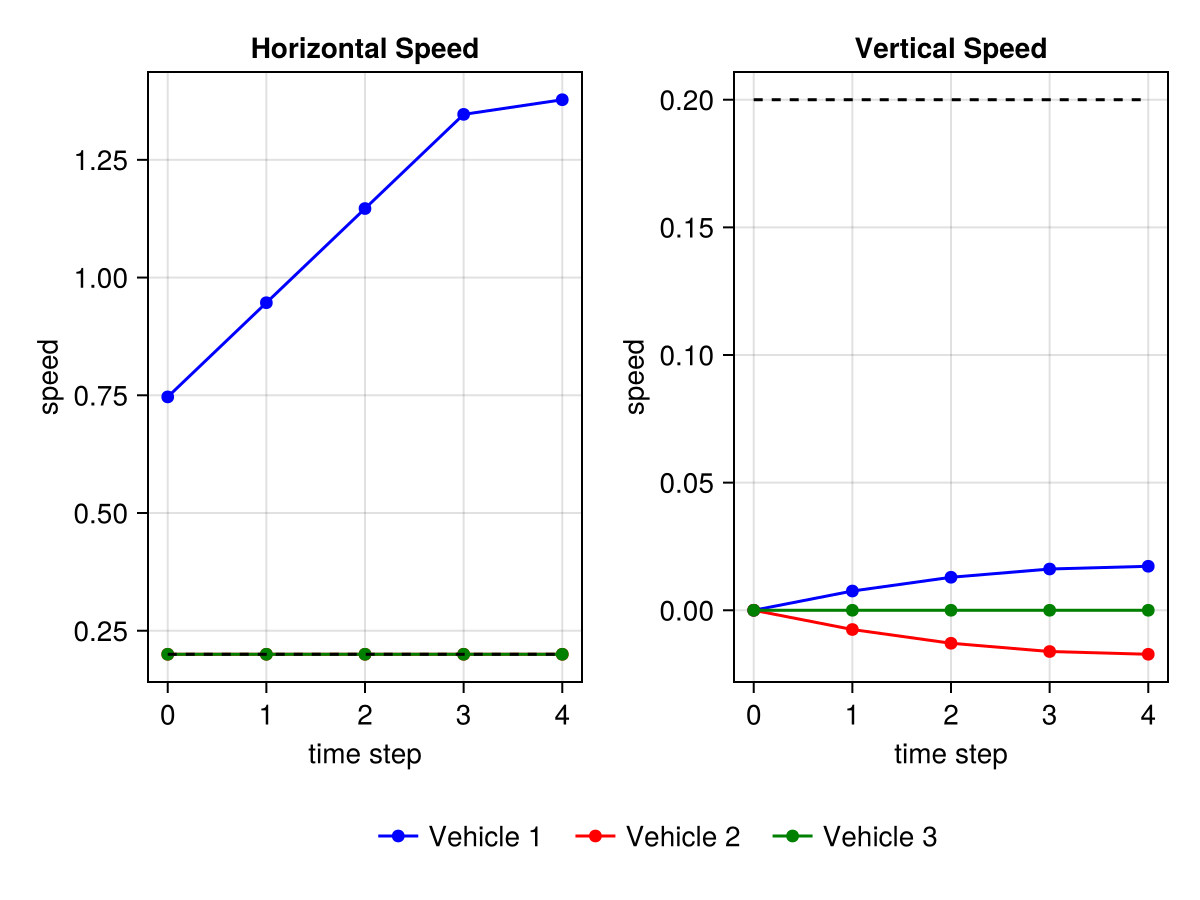 Horizontal Speed
1.25
1.00
0.75
0.50
0.25
speed
0 1 2 3 4
time step
Vertical Speed
0.20
0.15
0.10
0.05
0.00
speed
0 1 2 3 4
time step
Vehicle 1 Vehicle 2 Vehicle 3